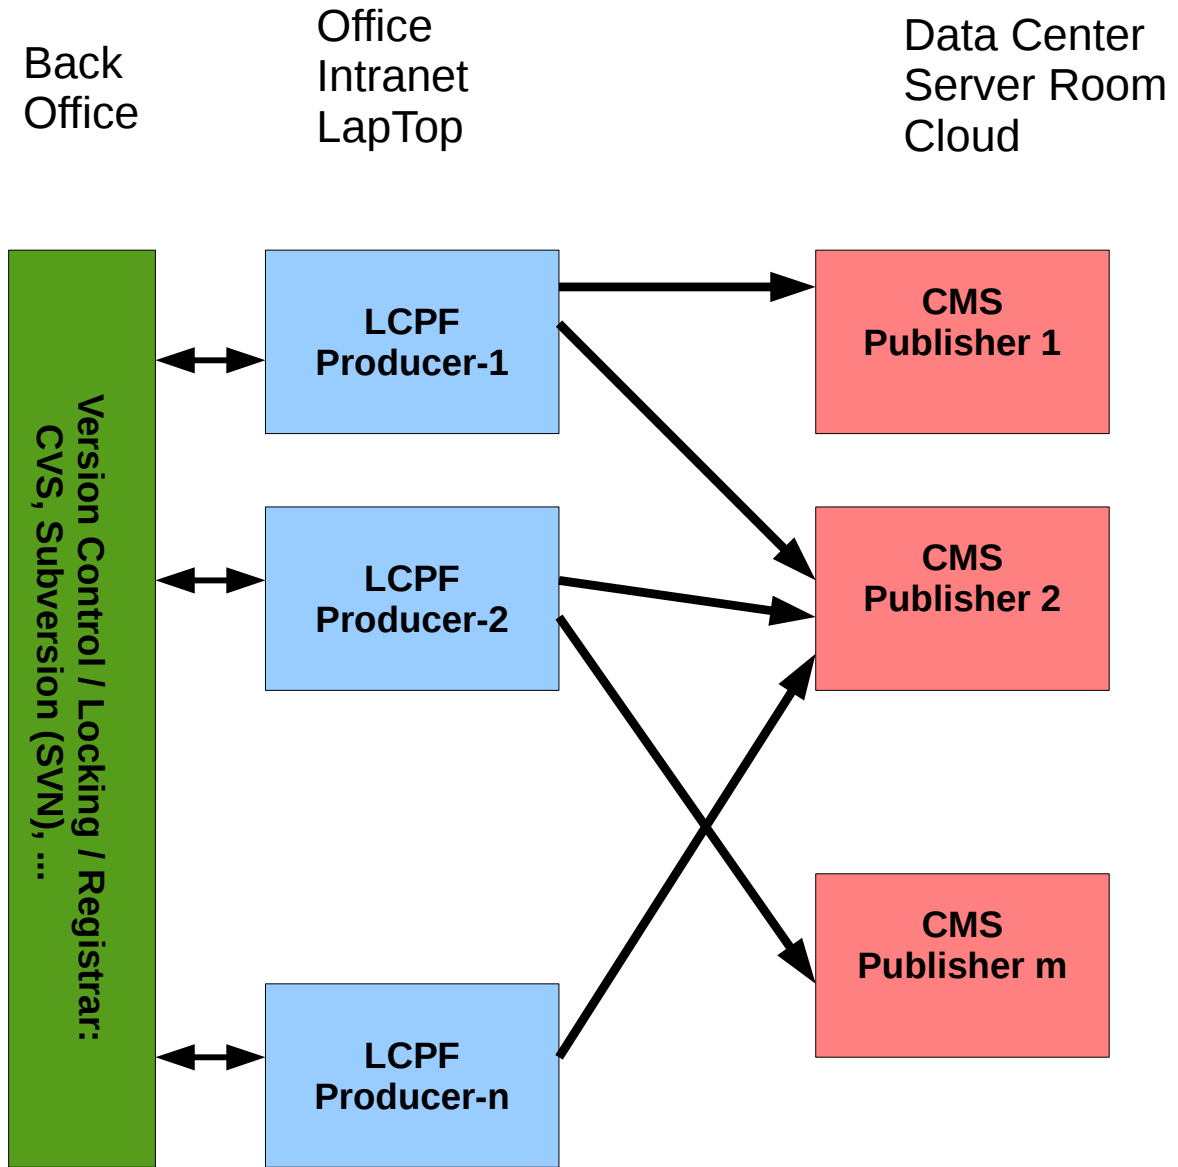 Back
Office
Office
Intranet
LapTop
Data Center
Server Room
Cloud
Version Control / Locking / Registrar:
CVS, Subversion (SVN), ...
LCPF
Producer-1
CMS
Publisher 1
LCPF
Producer-2
CMS
Publisher 2
LCPF
Producer-n
CMS
Publisher m